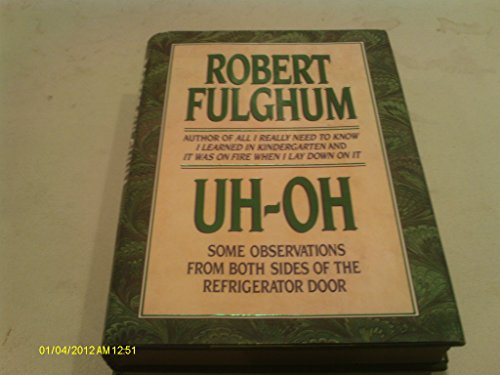 ROBERT
FULGHUM
AUTHOR OF ALL I REALLY NEED TO KNOW
I LEARNED IN KINDERGARTEN AND
IT WAS ON FIRE WHEN I LAY DOWN ON IT
UH-OH
SOME OBSERVATIONS
FROM BOTH SIDES OF THE
REFRIGERATOR DOOR
01/04/2012 AM 12:51